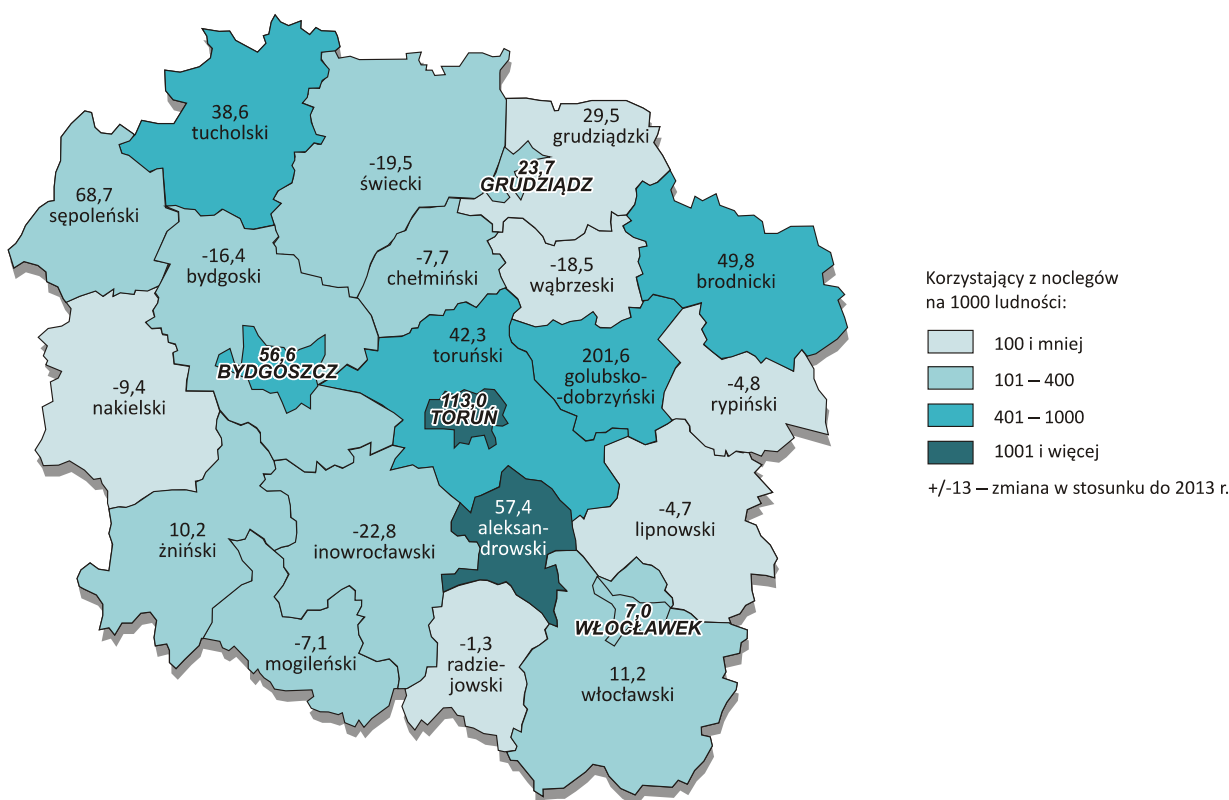 38,6
tucholski
29,5
grudziądzki
-19,5
świecki
23,7
GRUDZIĄDZ
68,7
sępoleński
-16,4
bydgoski
-7,7
chełmiński
-18,5
wąbrzeski
49,8
brodnicki
42,3
toruński
56,6
BYDGOSZCZ
201,6
golubsko-
-dobrzyński
-4,8
rypiński
-9,4
nakielski
113,0
TORUŃ
57,4
aleksan-
drowski
-4,7
lipnowski
10,2
żniński
-22,8
inowrocławski
7,0
WŁOCŁAWEK
-7,1
mogileński
-1,3
radzie-
jowski
11,2
włocławski
Korzystający z noclegów
na 1000 ludności:
100 i mniej
101 – 400
401 – 1000
1001 i więcej
+/-13 – zmiana w stosunku do 2013 r.